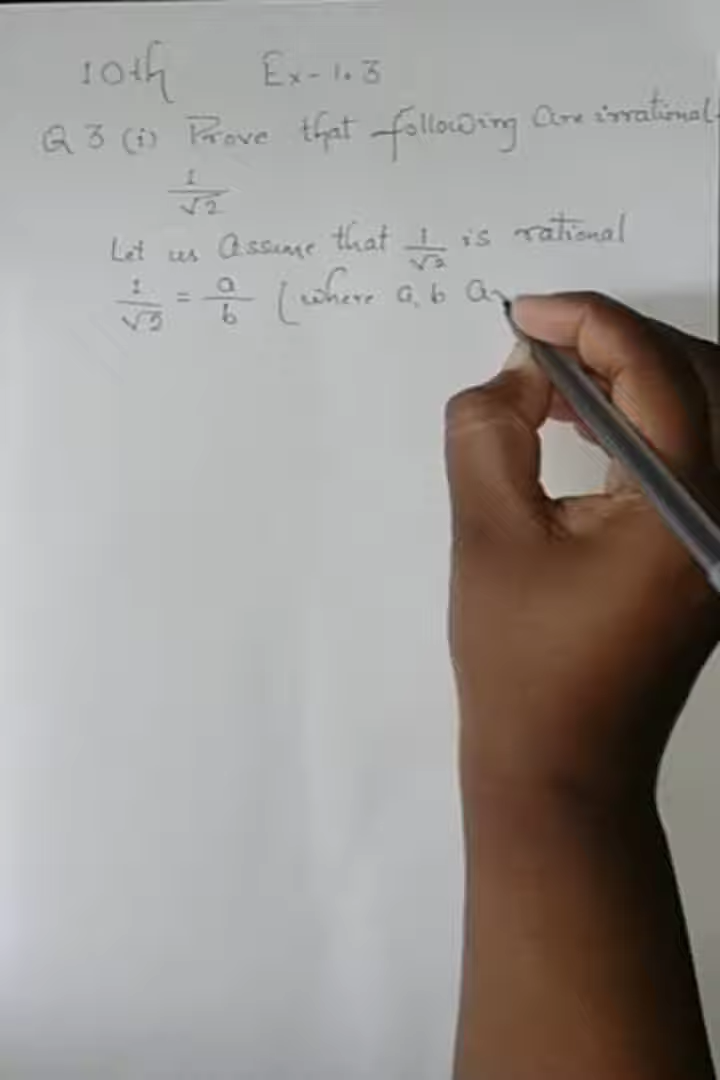 10th Ex-1.3
Q 3 (i) Prove that following are irrational.
1/√2
Let us assume that 1/√2 is rational
1/√2 = a/b (where a, b ar